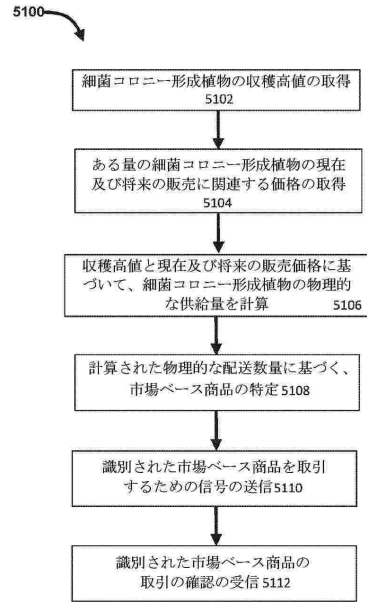 5100
細菌コロニー形成植物の収穫高値の取得
5102
ある量の細菌コロニー形成植物の現在
及び将来の販売に関連する価格の取得
5104
収穫高値と現在及び将来の販売価格に基
づいて、細菌コロニー形成植物の物理的
な供給量を計算 5106
計算された物理的な配送数量に基づく、
市場ベース商品の特定 5108
識別された市場ベース商品を取引
するための信号の送信 5110
識別された市場ベース商品の
取引の確認の受信 5112